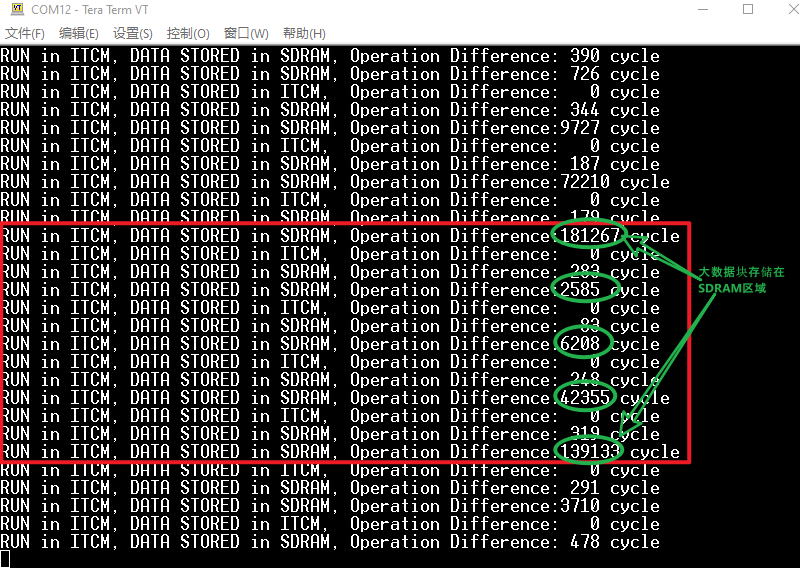 COM12 - Tera Term VT
文件(F) 编辑(E) 设置(S) 控制(O) 窗口(W) 帮助(H)
RUN in ITCM, DATA STORED in SDRAM, Operation Difference: 390 cycle
RUN in ITCM, DATA STORED in SDRAM, Operation Difference: 726 cycle
RUN in ITCM, DATA STORED in ITCM,  Operation Difference:   0 cycle
RUN in ITCM, DATA STORED in SDRAM, Operation Difference: 344 cycle
RUN in ITCM, DATA STORED in SDRAM, Operation Difference:9727 cycle
RUN in ITCM, DATA STORED in ITCM,  Operation Difference:   0 cycle
RUN in ITCM, DATA STORED in SDRAM, Operation Difference: 187 cycle
RUN in ITCM, DATA STORED in SDRAM, Operation Difference:72210 cycle
RUN in ITCM, DATA STORED in ITCM,  Operation Difference:   0 cycle
RUN in ITCM, DATA STORED in SDRAM, Operation Difference: 179 cycle
RUN in ITCM, DATA STORED in SDRAM, Operation Difference:181267 cycle
RUN in ITCM, DATA STORED in ITCM,  Operation Difference:   0 cycle
RUN in ITCM, DATA STORED in SDRAM, Operation Difference: 283 cycle
RUN in ITCM, DATA STORED in SDRAM, Operation Difference:2585 cycle
RUN in ITCM, DATA STORED in ITCM,  Operation Difference:   0 cycle
RUN in ITCM, DATA STORED in SDRAM, Operation Difference:  cycle
RUN in ITCM, DATA STORED in SDRAM, Operation Difference:6208 cycle
RUN in ITCM, DATA STORED in ITCM,  Operation Difference:   0 cycle
RUN in ITCM, DATA STORED in SDRAM, Operation Difference: 248 cycle
RUN in ITCM, DATA STORED in SDRAM, Operation Difference:42355 cycle
RUN in ITCM, DATA STORED in ITCM,  Operation Difference:   0 cycle
RUN in ITCM, DATA STORED in SDRAM, Operation Difference: 319 cycle
RUN in ITCM, DATA STORED in SDRAM, Operation Difference:139133 cycle
RUN in ITCM, DATA STORED in ITCM,  Operation Difference:   0 cycle
RUN in ITCM, DATA STORED in SDRAM, Operation Difference: 291 cycle
RUN in ITCM, DATA STORED in SDRAM, Operation Difference:3710 cycle
RUN in ITCM, DATA STORED in ITCM,  Operation Difference:   0 cycle
RUN in ITCM, DATA STORED in SDRAM, Operation Difference: 478 cycle
大数据块存储在
SDRAM区域